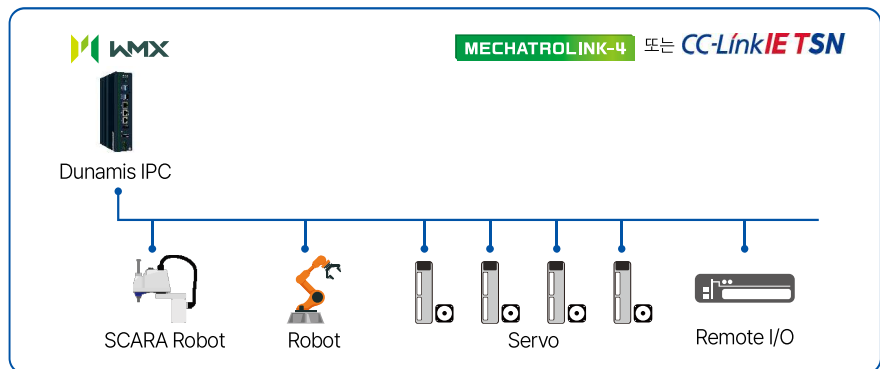 WMX
MECHATROLINK-4 또는 CC-Link IE TSN
Dunamis IPC
SCARA Robot
Robot
Servo
Remote I/O